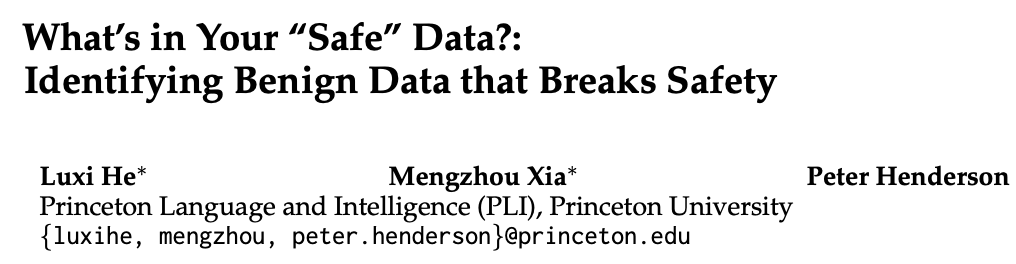 What’s in Your “Safe” Data?:
Identifying Benign Data that Breaks Safety
Luxi He* Mengzhou Xia* Peter Henderson
Princeton Language and Intelligence (PLI), Princeton University
{luxihe, mengzhou, peter.henderson}@princeton.edu